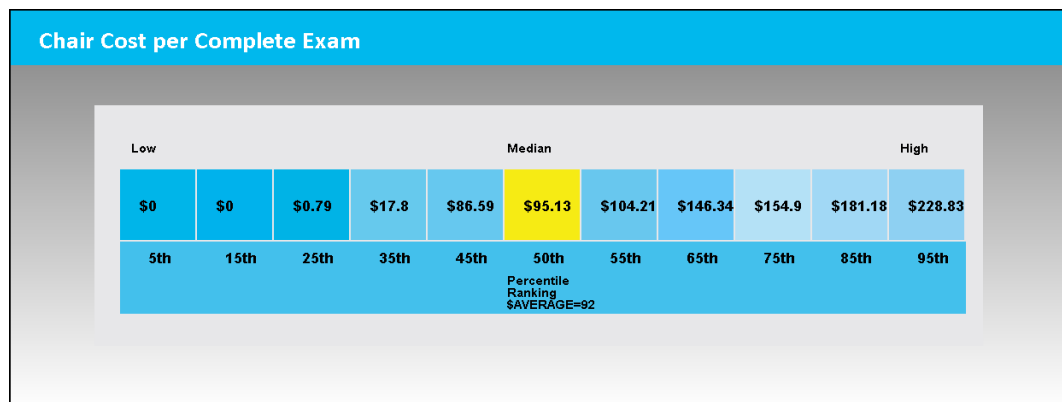 Chair Cost per Complete Exam
Low Median High
$0 $0 $0.79 $17.8 $86.59 $95.13 $104.21 $146.34 $154.9 $181.18 $228.83
5th 15th 25th 35th 45th 50th 55th 65th 75th 85th 95th
Percentile
Ranking
$AVERAGE=92